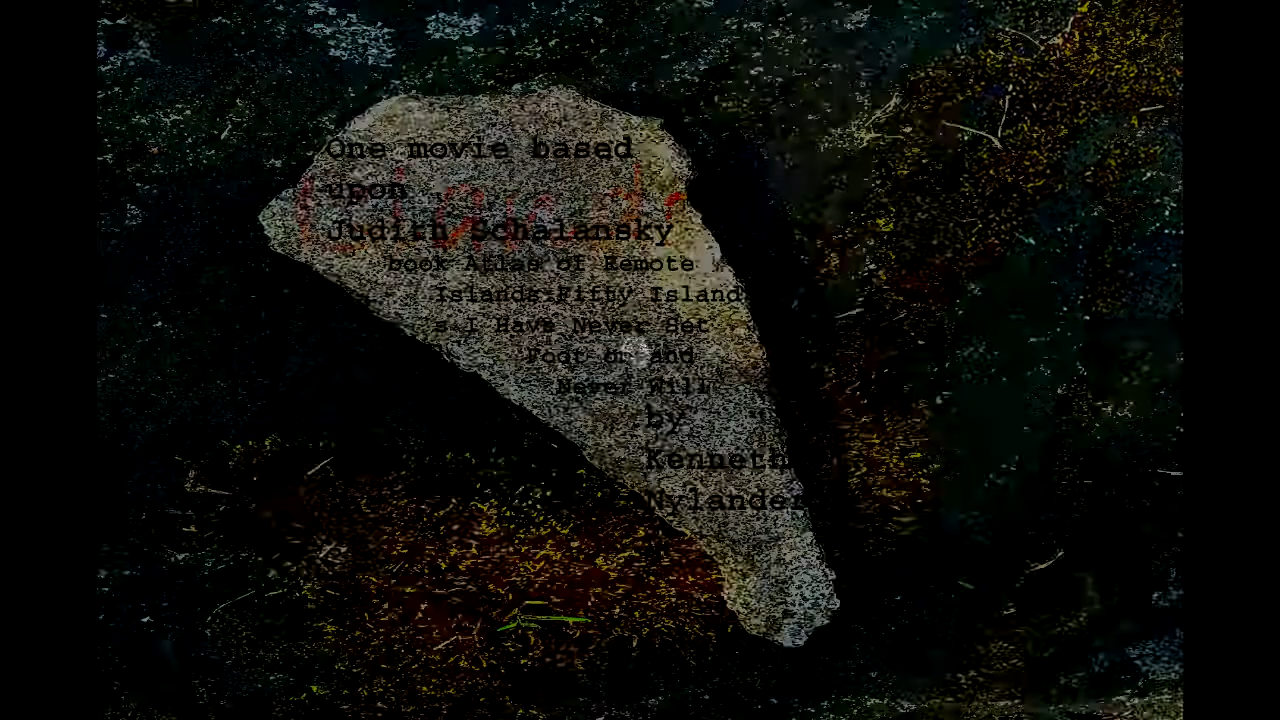 One movie based
upon
Judith Schalansky
book Atlas of Remote
Islands:Fifty Island
s I Have Never Set
Foot on and
Never Will
by
Kenneth
Nylander